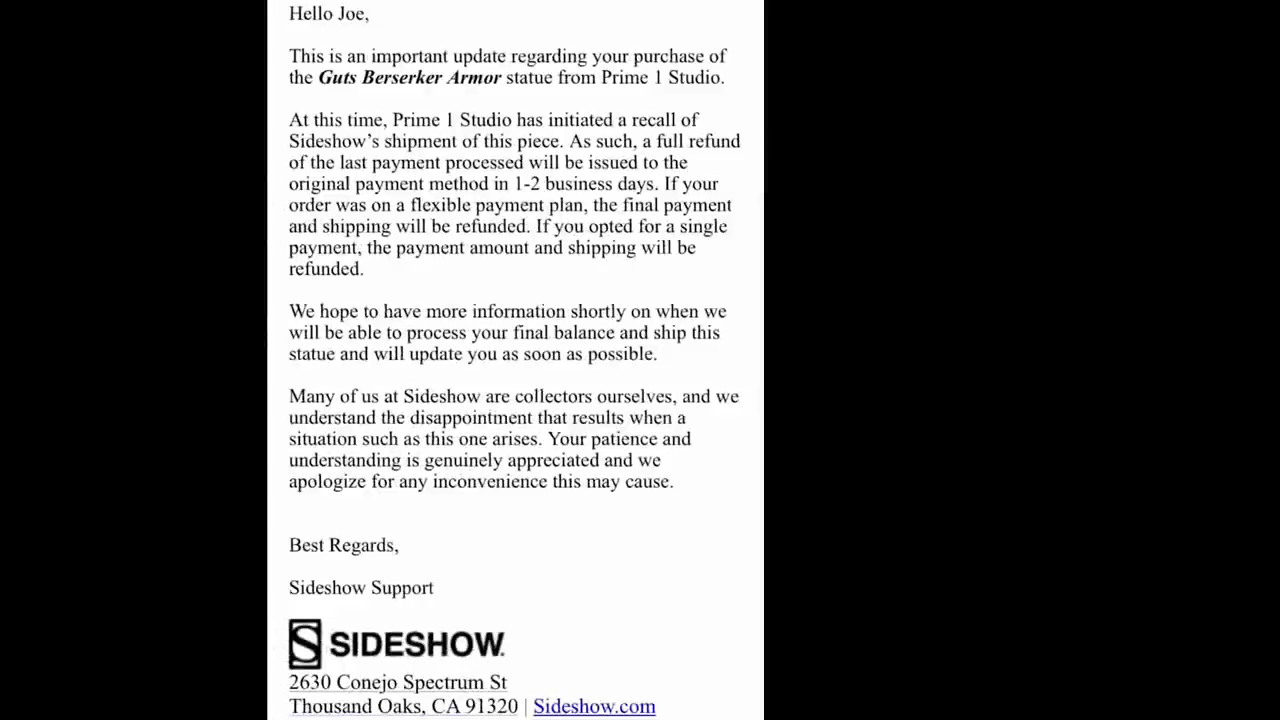 Hello Joe,
This is an important update regarding your purchase of
the Guts Berserker Armor statue from Prime 1 Studio.
At this time, Prime 1 Studio has initiated a recall of
Sideshow’s shipment of this piece. As such, a full refund
of the last payment processed will be issued to the
original payment method in 1-2 business days. If your
order was on a flexible payment plan, the final payment
and shipping will be refunded. If you opted for a single
payment, the payment amount and shipping will be
refunded.
We hope to have more information shortly on when we
will be able to process your final balance and ship this
statue and will update you as soon as possible.
Many of us at Sideshow are collectors ourselves, and we
understand the disappointment that results when a
situation such as this one arises. Your patience and
understanding is genuinely appreciated and we
apologize for any inconvenience this may cause.
Best Regards,
Sideshow Support
S SIDESHOW.
2630 Conejo Spectrum St
Thousand Oaks, CA 91320 | Sideshow.com